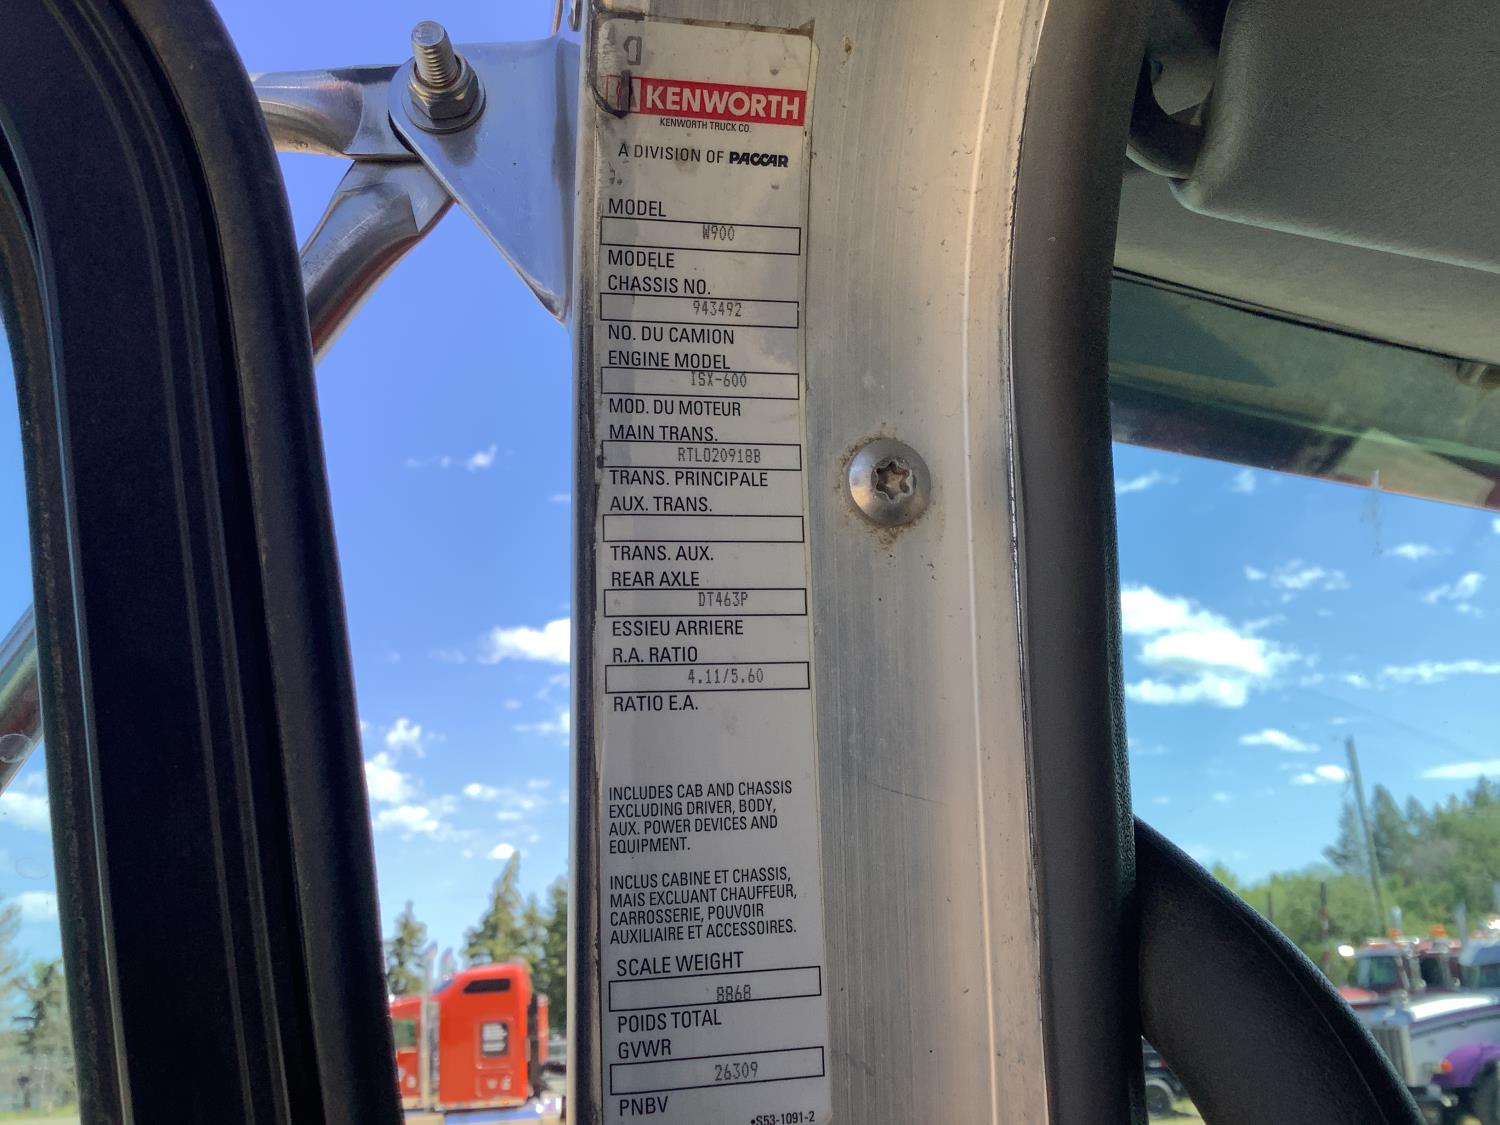 KENWORTH
KENWORTH TRUCK CO.
A DIVISION OF PACCAR
MODEL
W900
MODELE
CHASSIS NO.
943492
NO. DU CAMION
ENGINE MODEL
ISX-600
MOD. DU MOTEUR
MAIN TRANS.
RTLO20918B
TRANS. PRINCIPALE
AUX. TRANS.
TRANS. AUX.
REAR AXLE
DT463P
ESSIEU ARRIERE
R.A. RATIO
4.11/5.60
RATIO E.A.
INCLUDES CAB AND CHASSIS
EXCLUDING DRIVER, BODY,
AUX. POWER DEVICES AND
EQUIPMENT.
INCLUS CABINE ET CHASSIS,
MAIS EXCLUANT CHAUFFEUR,
CARROSSERIE, POUVOIR
AUXILIAIRE ET ACCESSOIRES.
SCALE WEIGHT
8868
POIDS TOTAL
GVWR
26309
PNBV
•S53-1091-2